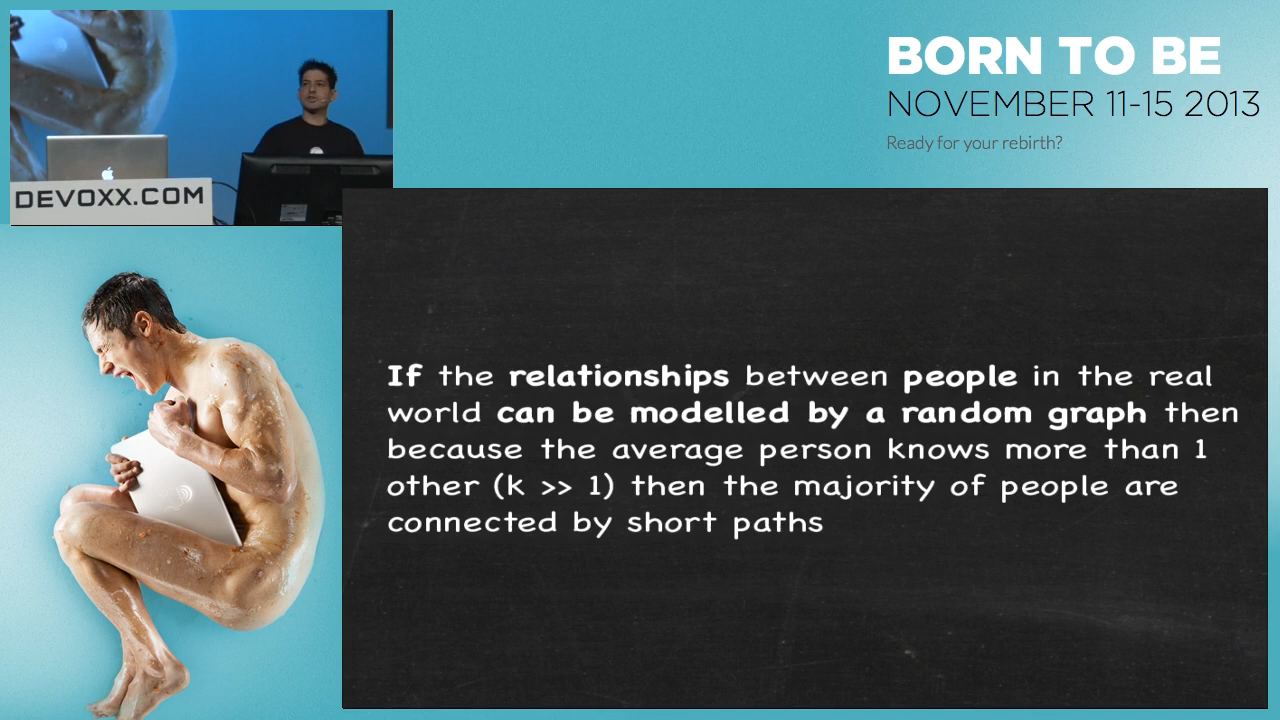 BORN TO BE
NOVEMBER 11-15 2013
Ready for your rebirth?
DEVOXX.COM
If the relationships between people in the real
world can be modelled by a random graph then
because the average person knows more than 1
other (k >> 1) then the majority of people are
connected by short paths